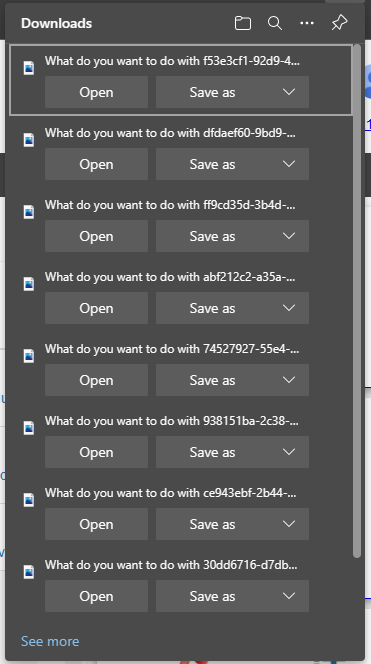 Downloads
What do you want to do with f53e3cf1-92d9-4...
Open Save as
What do you want to do with dfdaef60-9bd9-...
Open Save as
What do you want to do with ff9cd35d-3b4d-...
Open Save as
What do you want to do with abf212c2-a35a-...
Open Save as
What do you want to do with 74527927-55e4-...
Open Save as
What do you want to do with 938151ba-2c38-...
Open Save as
What do you want to do with ce943ebf-2b44-...
Open Save as
What do you want to do with 30dd6716-d7db...
Open Save as
See more